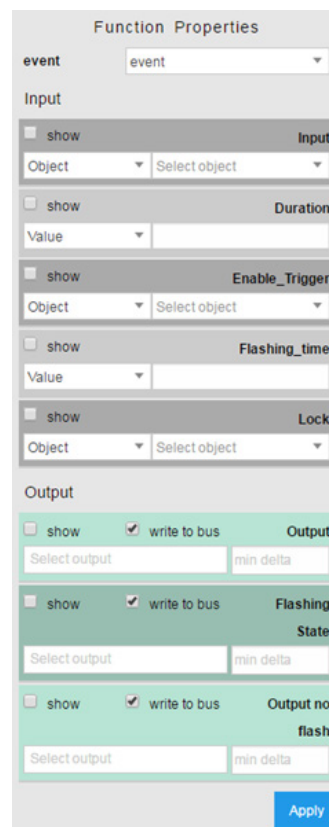 Function Properties
event event
Input
show Input
Object Select object
show Duration
Value
show Enable_Trigger
Object Select object
show Flashing_time
Value
show Lock
Object Select object
Output
show write to bus Output
Select output min delta
show write to bus Flashing
State
Select output min delta
show write to bus Output no
flash
Select output min delta
Apply